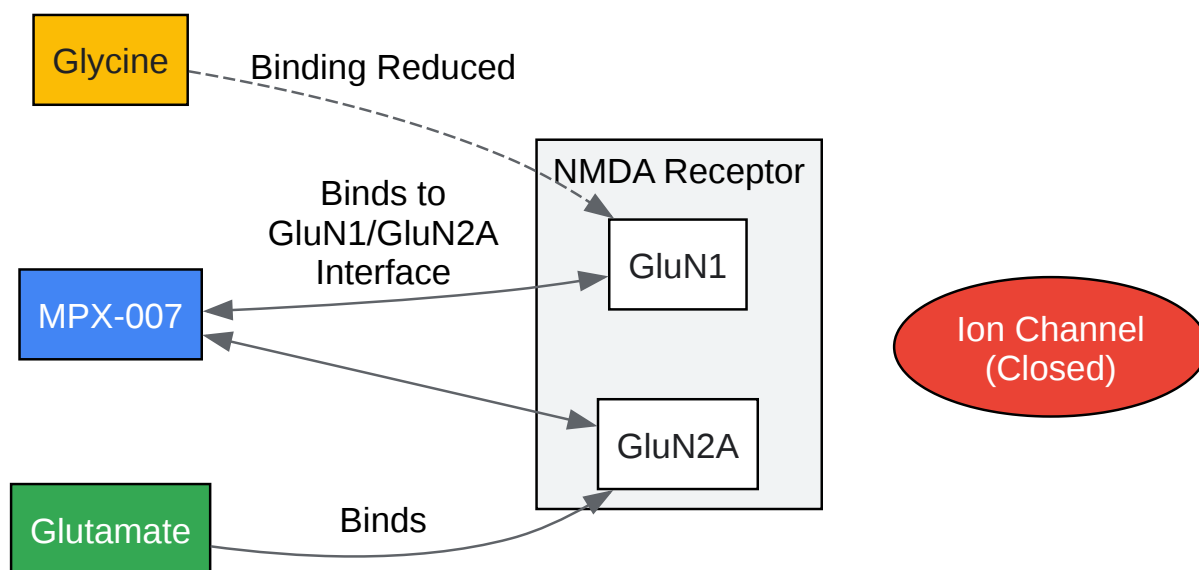 Glycine
Binding Reduced
NMDA Receptor
Binds to
GluN1/GluN2A
Interface
GluN1
MPX-007
Ion Channel
(Closed)
GluN2A
Glutamate
Binds